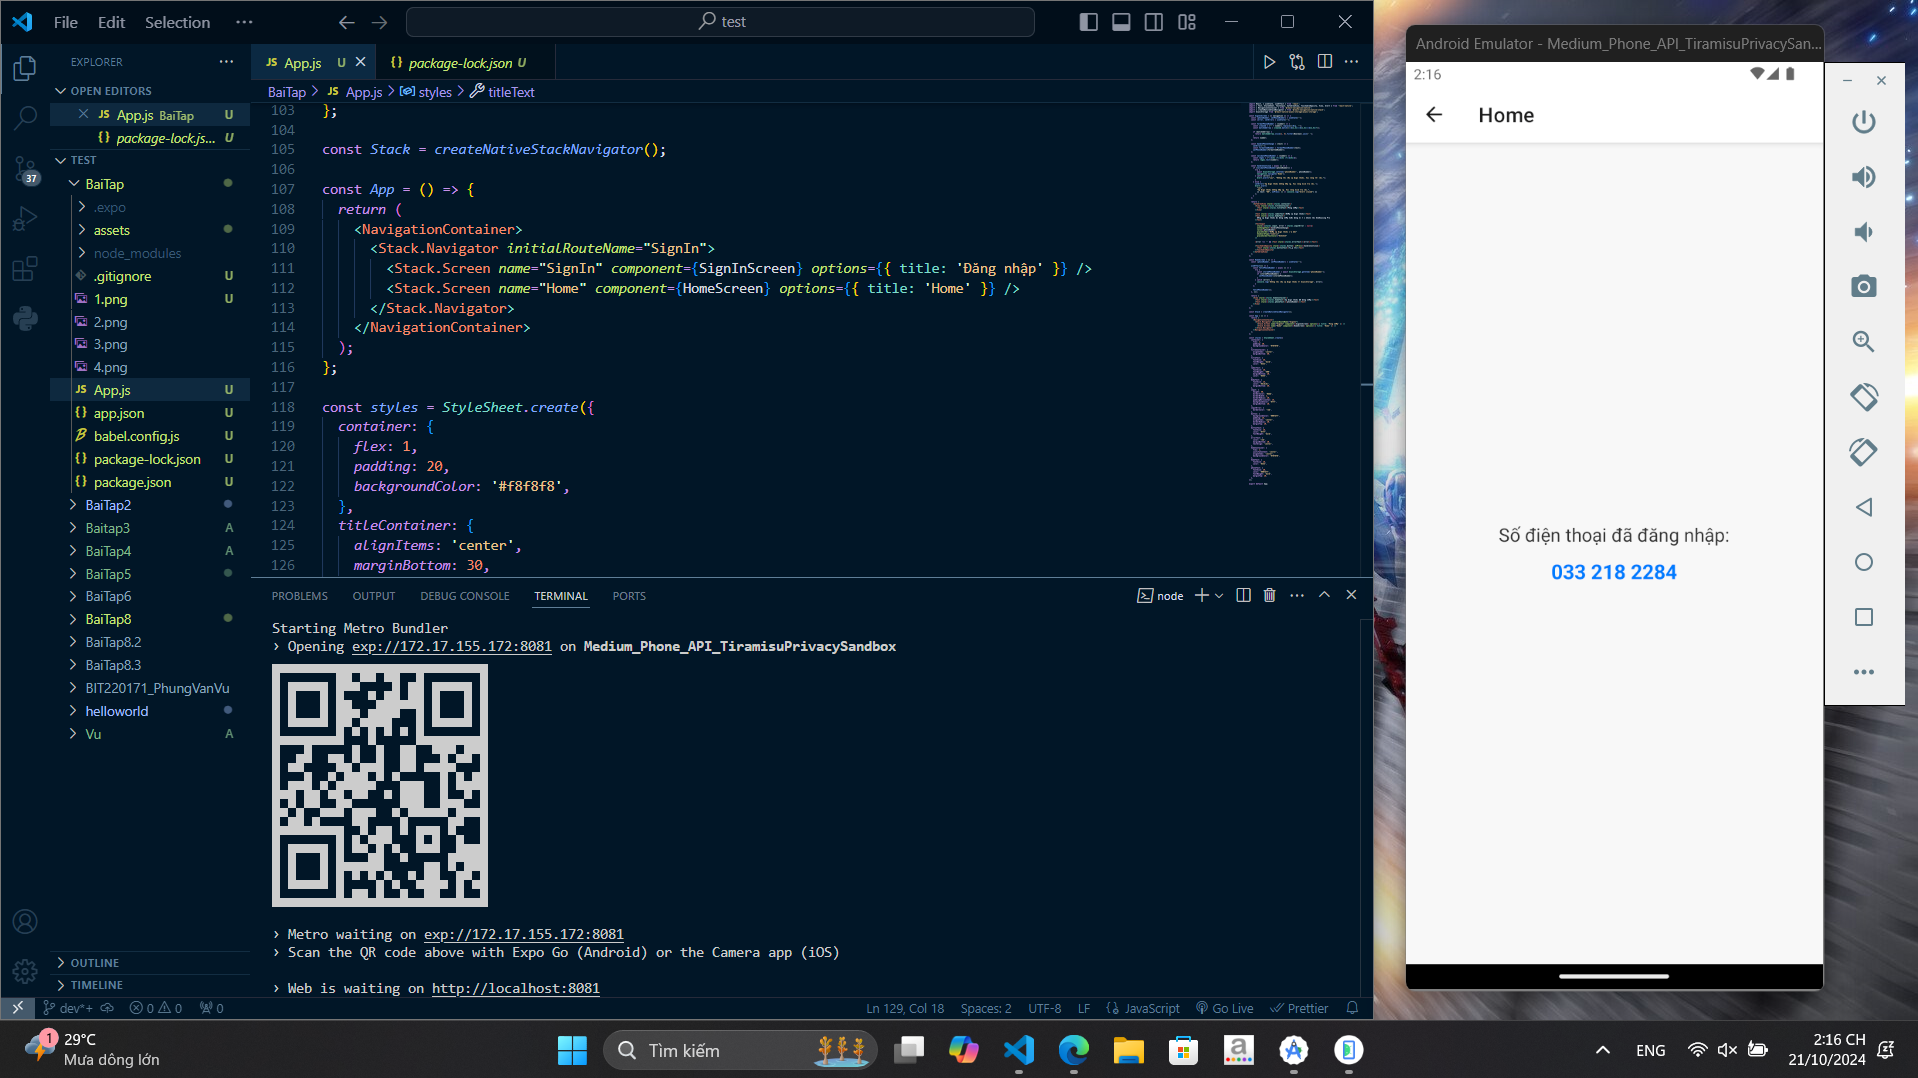 File Edit Selection ···
test
EXPLORER ···
OPEN EDITORS
App.js BaiTap U
package-lock.js... U
TEST
BaiTap
.expo
assets
node_modules
.gitignore U
1.png U
2.png
3.png
4.png
App.js U
app.json U
babel.config.js U
package-lock.json U
package.json U
BaiTap2
Baitap3 A
BaiTap4 A
BaiTap5
BaiTap6
BaiTap8
BaiTap8.2
BaiTap8.3
BIT220171_PhungVanVu
helloworld
Vu A
OUTLINE
TIMELINE
37
App.js U
package-lock.json U
BaiTap > App.js > styles > titleText
103 };
104
105 const Stack = createNativeStackNavigator();
106
107 const App = () => {
108 return (
109 <NavigationContainer>
110 <Stack.Navigator initialRouteName="SignIn">
111 <Stack.Screen name="SignIn" component={SignInScreen} options={{ title: 'Đăng nhập' }} />
112 <Stack.Screen name="Home" component={HomeScreen} options={{ title: 'Home' }} />
113 </Stack.Navigator>
114 </NavigationContainer>
115 );
116 };
117
118 const styles = StyleSheet.create({
119 container: {
120 flex: 1,
121 padding: 20,
122 backgroundColor: '#f8f8f8',
123 },
124 titleContainer: {
125 alignItems: 'center',
126 marginBottom: 30,
PROBLEMS OUTPUT DEBUG CONSOLE TERMINAL PORTS
node
Starting Metro Bundler
› Opening exp://172.17.155.172:8081 on Medium_Phone_API_TiramisuPrivacySandbox
› Metro waiting on exp://172.17.155.172:8081
› Scan the QR code above with Expo Go (Android) or the Camera app (iOS)
› Web is waiting on http://localhost:8081
dev*+ 0 0 0
Ln 129, Col 18 Spaces: 2 UTF-8 LF JavaScript Go Live Prettier
Android Emulator - Medium_Phone_API_TiramisuPrivacySan...
2:16
Home
Số điện thoại đã đăng nhập:
033 218 2284
1
29°C
Mưa dông lớn
Tìm kiếm
ENG
2:16 CH
21/10/2024